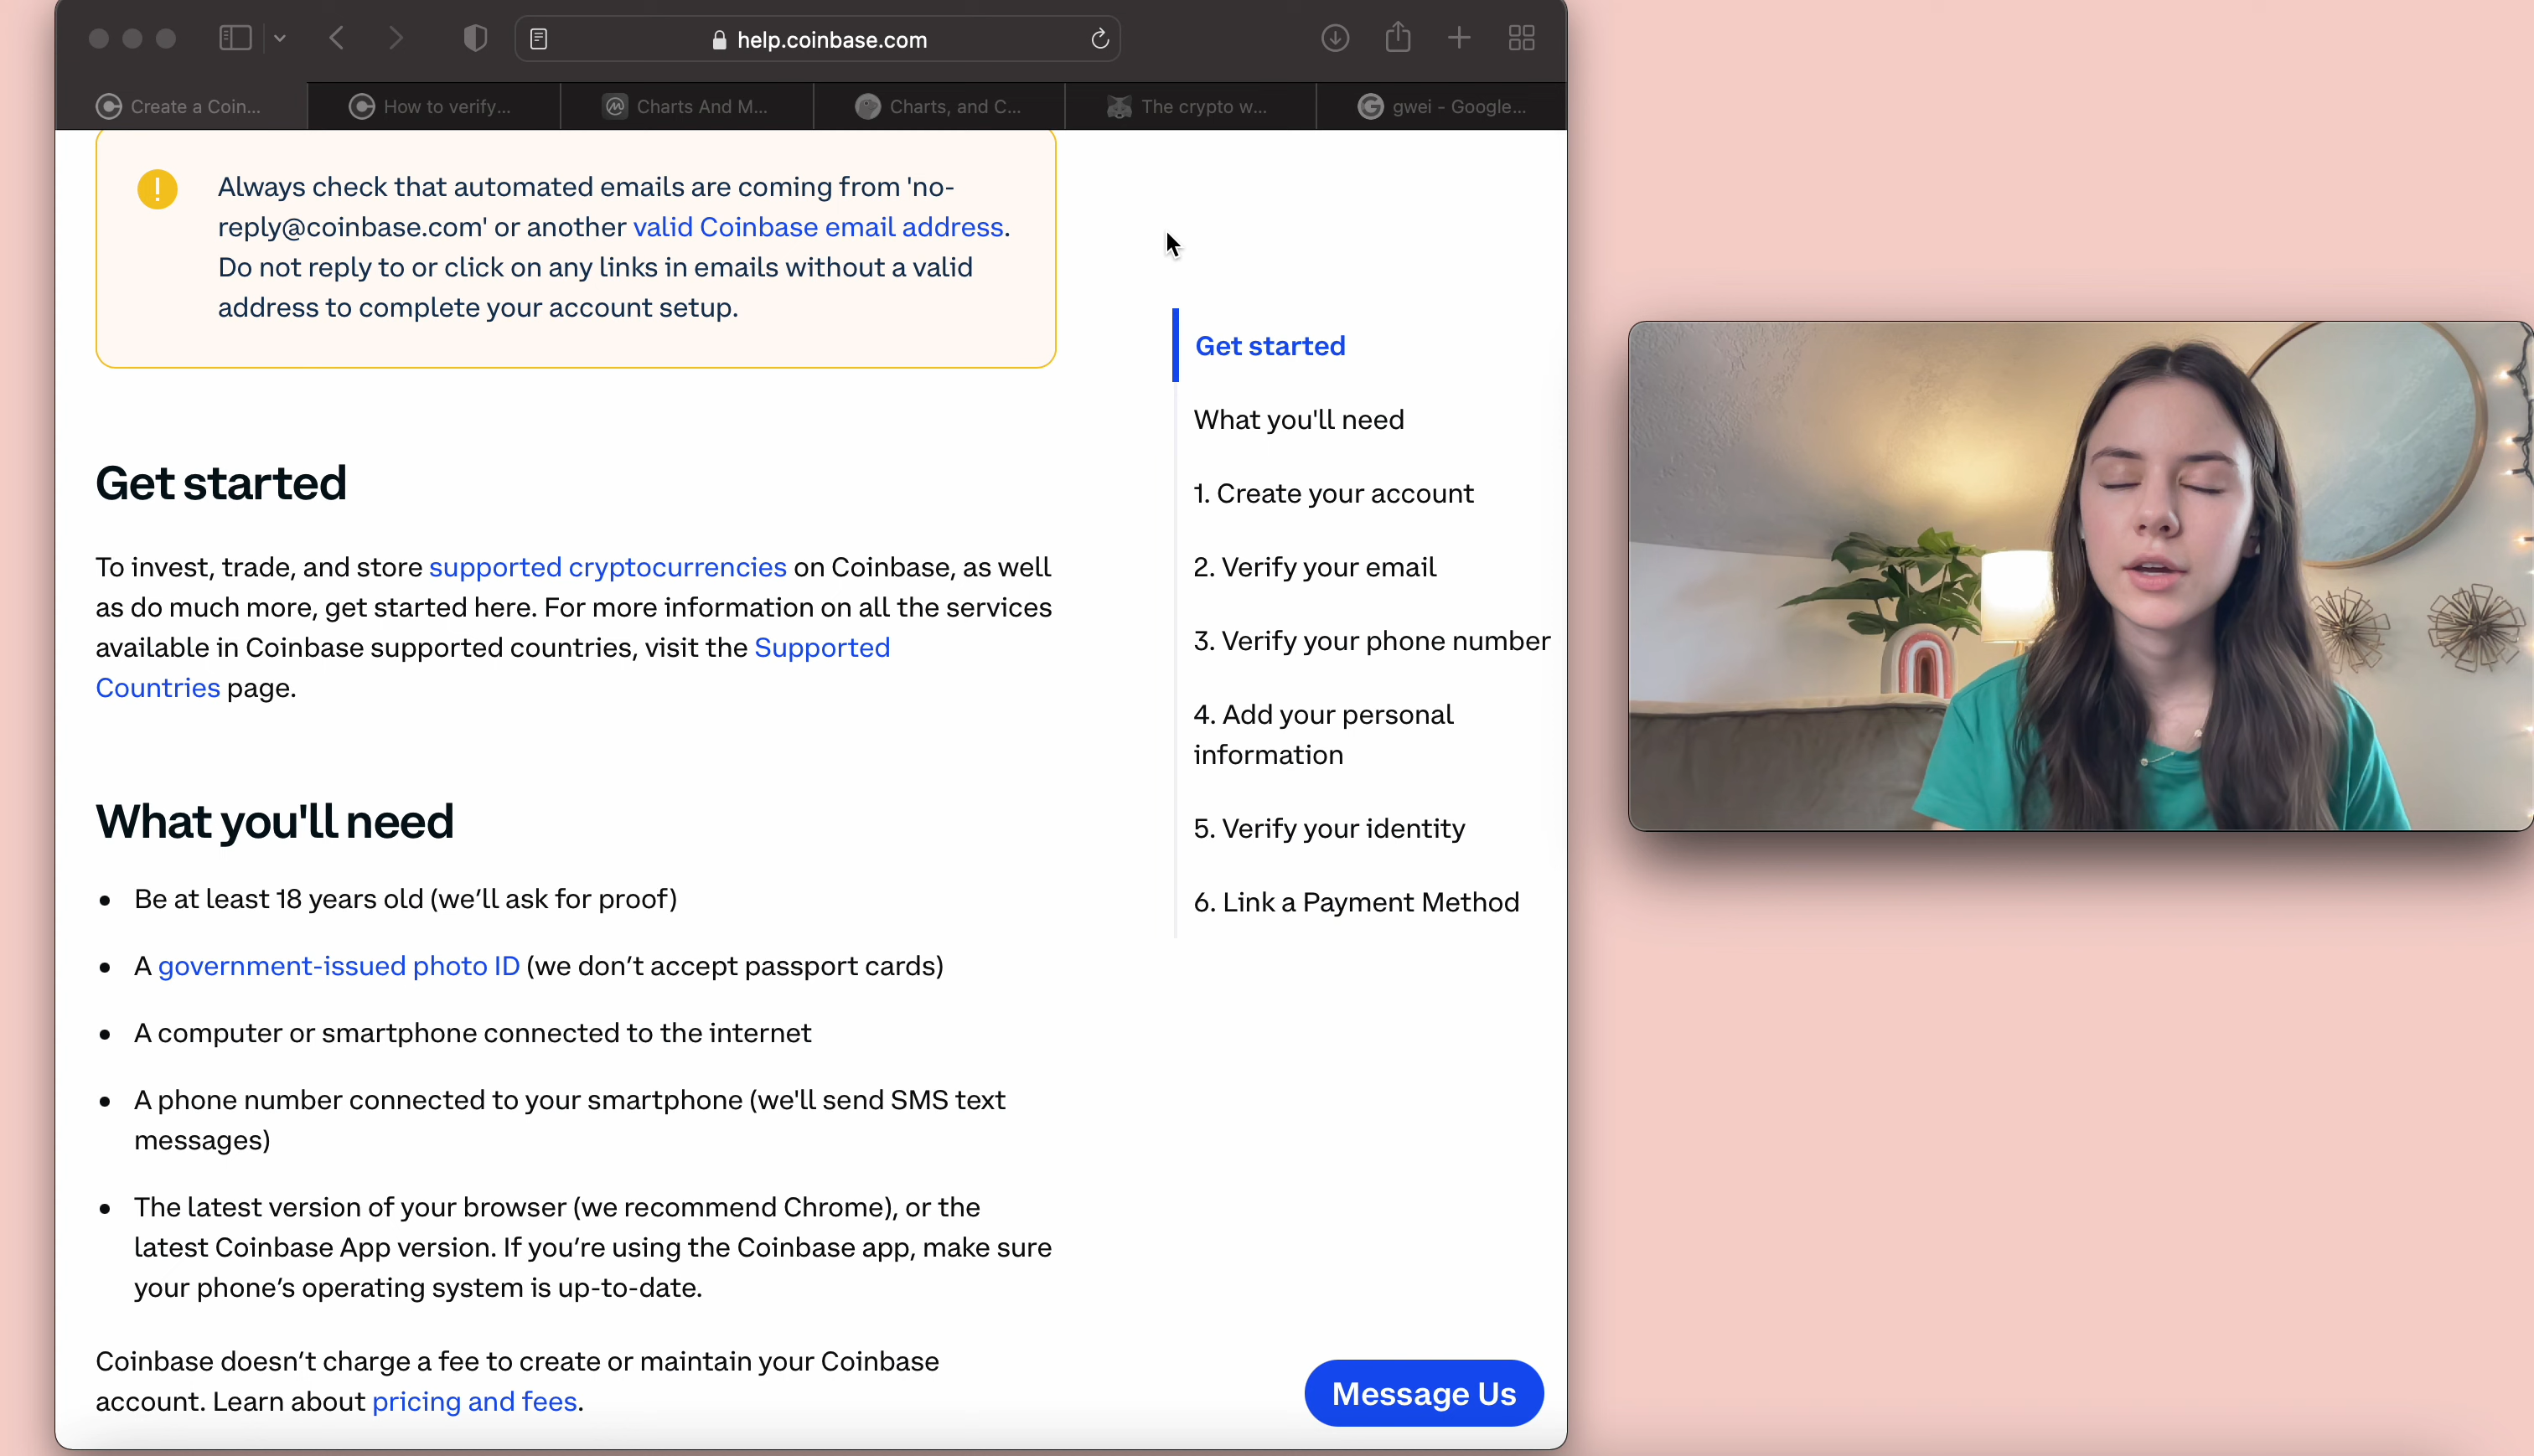 help.coinbase.com
Create a Coin...
How to verify...
Charts And M...
Charts, and C...
The crypto w...
gwei - Google...
Always check that automated emails are coming from 'no-
reply@coinbase.com' or another valid Coinbase email address.
Do not reply to or click on any links in emails without a valid
address to complete your account setup.
Get started
To invest, trade, and store supported cryptocurrencies on Coinbase, as well
as do much more, get started here. For more information on all the services
available in Coinbase supported countries, visit the Supported
Countries page.
What you'll need
Be at least 18 years old (we’ll ask for proof)
A government-issued photo ID (we don’t accept passport cards)
A computer or smartphone connected to the internet
A phone number connected to your smartphone (we'll send SMS text
messages)
The latest version of your browser (we recommend Chrome), or the
latest Coinbase App version. If you’re using the Coinbase app, make sure
your phone’s operating system is up-to-date.
Coinbase doesn’t charge a fee to create or maintain your Coinbase
account. Learn about pricing and fees.
Get started
What you'll need
1. Create your account
2. Verify your email
3. Verify your phone number
4. Add your personal
information
5. Verify your identity
6. Link a Payment Method
Message Us